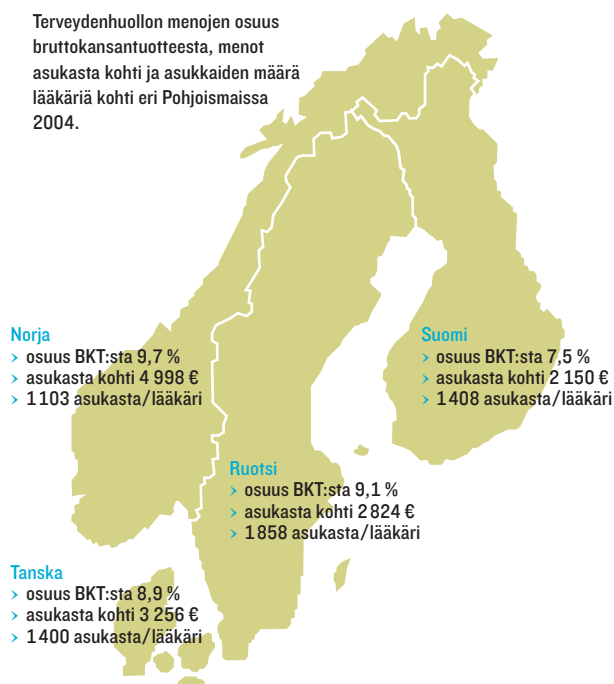 Terveydenhuollon menojen osuus
bruttokansantuotteesta, menot
asukasta kohti ja asukkaiden määrä
lääkäriä kohti eri Pohjoismaissa
2004.
Norja
› osuus BKT:sta 9,7 %
› asukasta kohti 4 998 €
› 1 103 asukasta/lääkäri
Suomi
› osuus BKT:sta 7,5 %
› asukasta kohti 2 150 €
› 1 408 asukasta/lääkäri
Ruotsi
› osuus BKT:sta 9,1 %
› asukasta kohti 2 824 €
› 1 858 asukasta/lääkäri
Tanska
› osuus BKT:sta 8,9 %
› asukasta kohti 3 256 €
› 1 400 asukasta/lääkäri